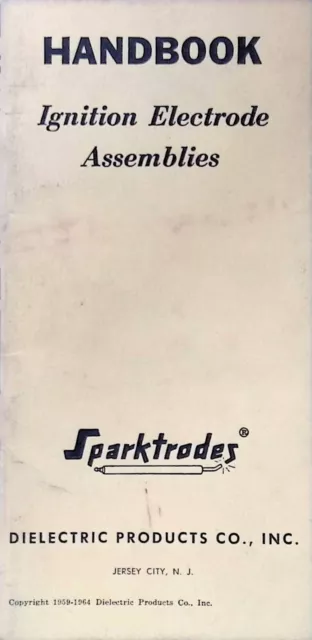 HANDBOOK
Ignition Electrode
Assemblies
Sparktrodes®
DIELECTRIC PRODUCTS CO., INC.
JERSEY CITY, N. J.
Copyright 1959-1964 Dielectric Products Co., Inc.